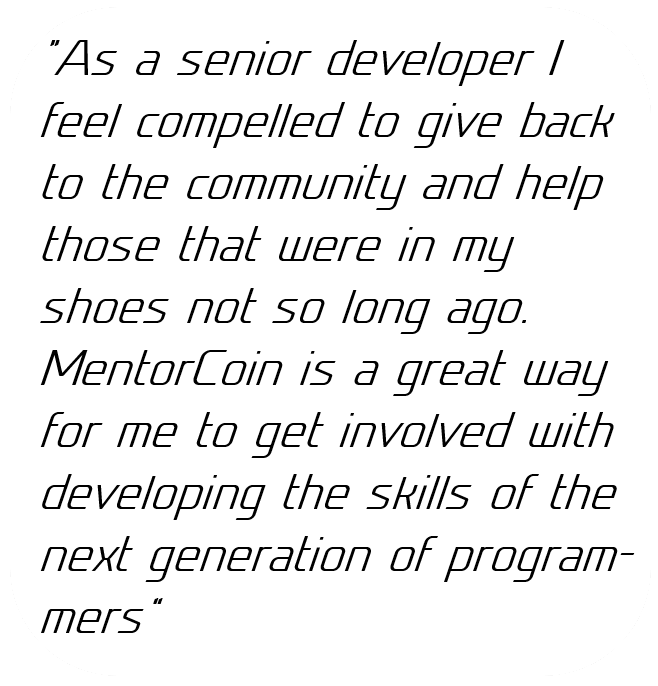 "As a senior developer I
feel compelled to give back
to the community and help
those that were in my
shoes not so long ago.
MentorCoin is a great way
for me to get involved with
developing the skills of the
next generation of program-
mers“